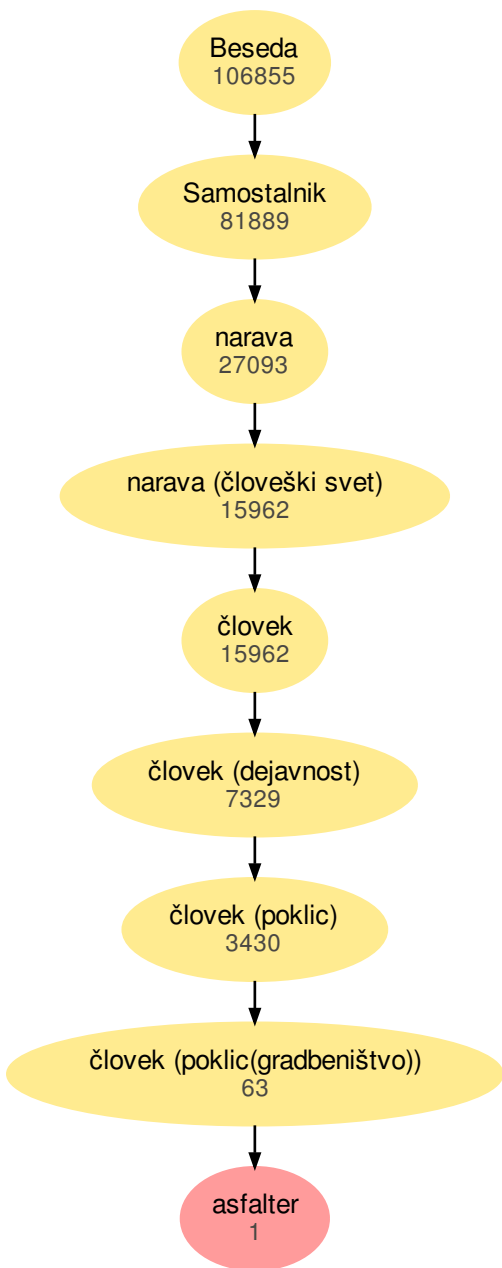 Beseda
106855
Samostalnik
81889
narava
27093
narava (človeški svet)
15962
človek
15962
človek (dejavnost)
7329
človek (poklic)
3430
človek (poklic(gradbeništvo))
63
asfalter
1